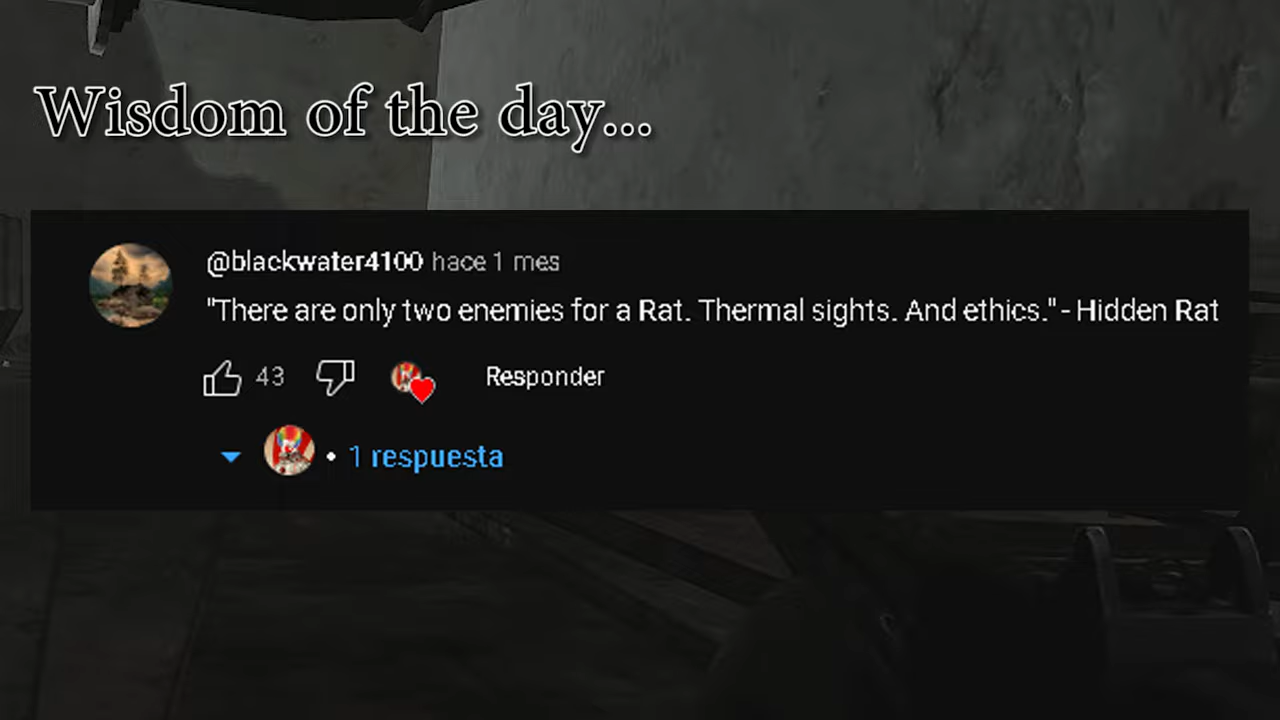 Wisdom of the day...
@blackwater4100 hace 1 mes
"There are only two enemies for a Rat. Thermal sights. And ethics." - Hidden Rat
43 Responder
• 1 respuesta